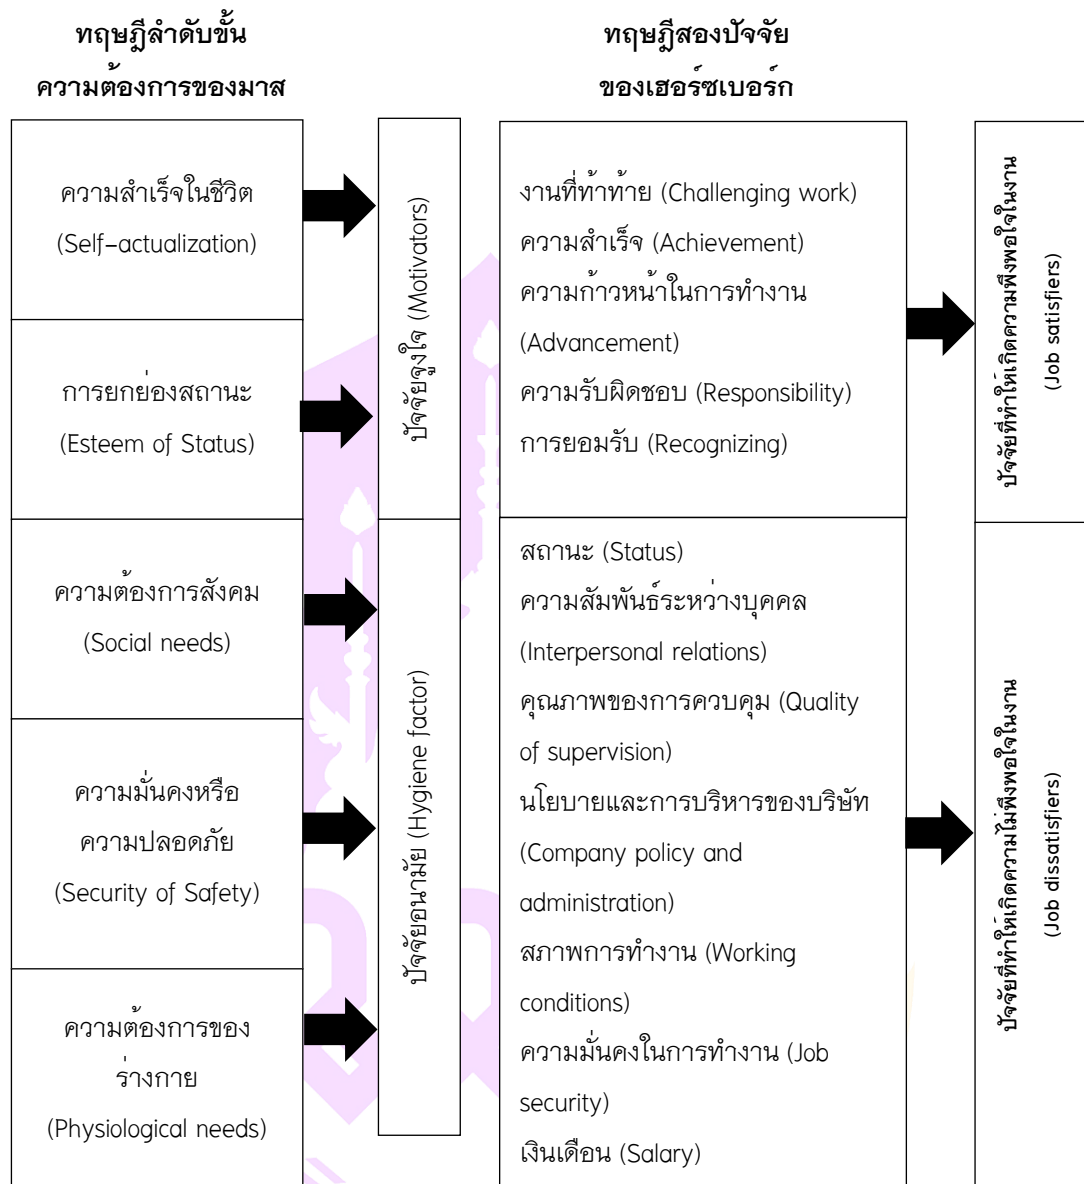 ทฤษฎีลำดับขั้น
ความต้องการของมาส
ความสำเร็จในชีวิต
(Self-actualization)
การยกย่องสถานะ
(Esteem of Status)
ความต้องการสังคม
(Social needs)
ความมั่นคงหรือ
ความปลอดภัย
(Security of Safety)
ความต้องการของ
ร่างกาย
(Physiological needs)
ปัจจัยจูงใจ (Motivators)
ปัจจัยอนามัย (Hygiene factor)
ทฤษฎีสองปัจจัย
ของเฮอร์ซเบอร์ก
งานที่ท้าทาย (Challenging work)
ความสำเร็จ (Achievement)
ความก้าวหน้าในการทำงาน
(Advancement)
ความรับผิดชอบ (Responsibility)
การยอมรับ (Recognizing)
สถานะ (Status)
ความสัมพันธ์ระหว่างบุคคล
(Interpersonal relations)
คุณภาพของการควบคุม (Quality
of supervision)
นโยบายและการบริหารของบริษัท
(Company policy and
administration)
สภาพการทำงาน (Working
conditions)
ความมั่นคงในการทำงาน (Job
security)
เงินเดือน (Salary)
ปัจจัยที่ทำให้เกิดความพึงพอใจในงาน
(Job satisfiers)
ปัจจัยที่ทำให้เกิดความไม่พึงพอใจในงาน
(Job dissatisfiers)